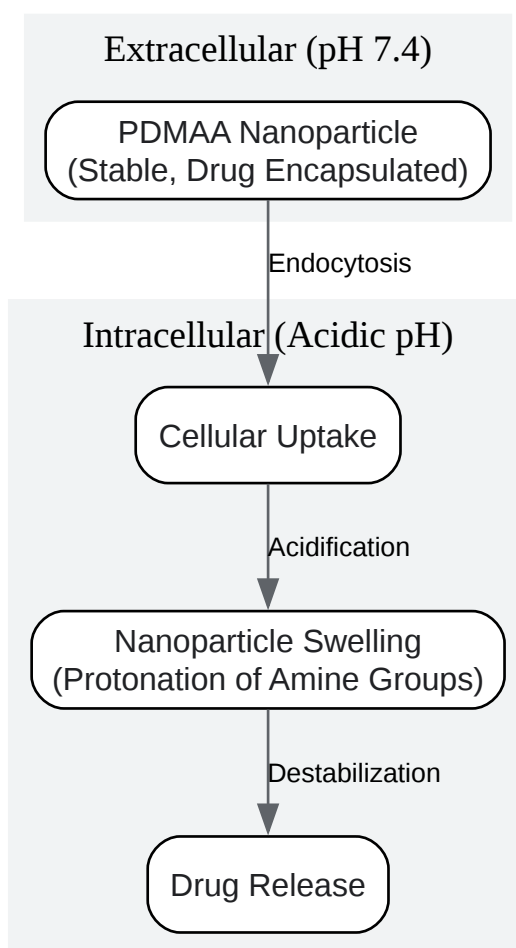 Extracellular (pH 7.4)
PDMAA Nanoparticle
(Stable, Drug Encapsulated)
Endocytosis
Intracellular (Acidic pH)
Cellular Uptake
Acidification
Nanoparticle Swelling
(Protonation of Amine Groups)
Destabilization
Drug Release